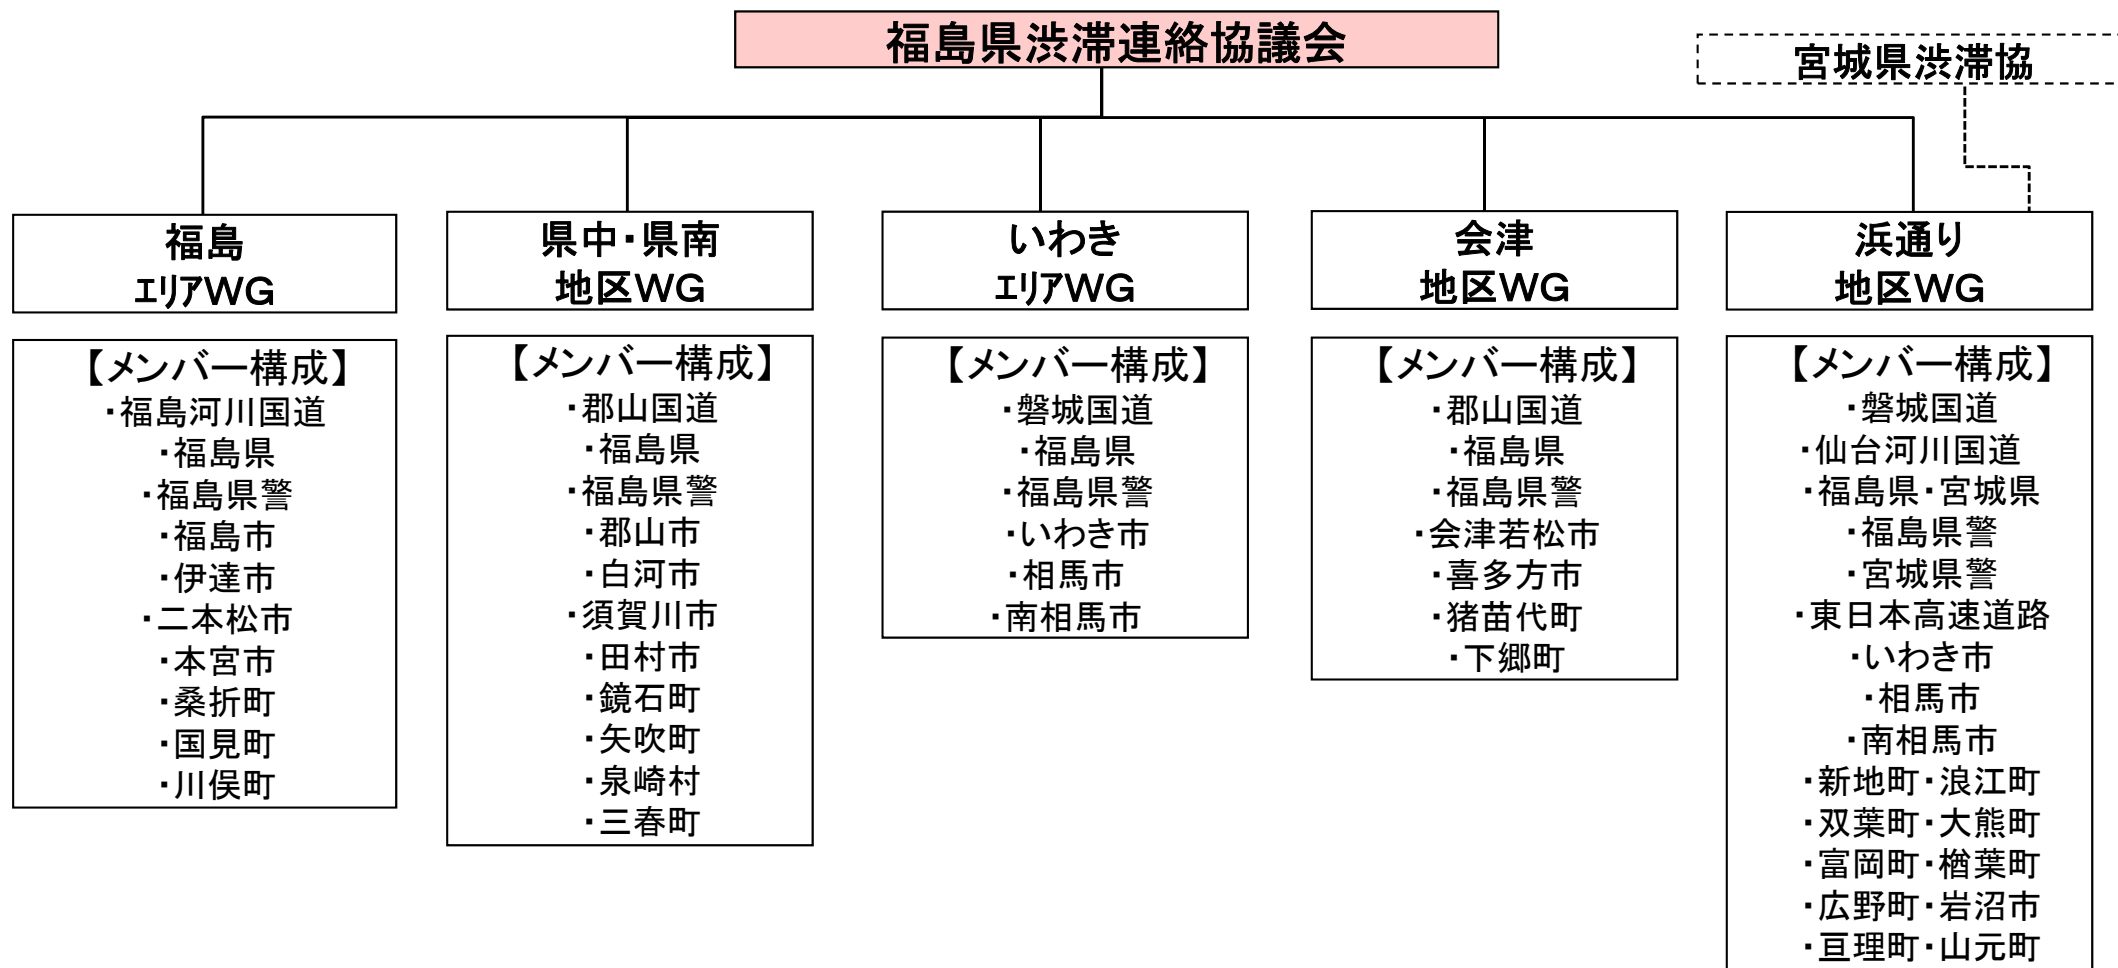 福島県渋滞連絡協議会
宮城県渋滞協
福島
ｴﾘｱWG
【メンバー構成】
・福島河川国道
・福島県
・福島県警
・福島市
・伊達市
・二本松市
・本宮市
・桑折町
・国見町
・川俣町
県中・県南
地区WG
【メンバー構成】
・郡山国道
・福島県
・福島県警
・郡山市
・白河市
・須賀川市
・田村市
・鏡石町
・矢吹町
・泉崎村
・三春町
いわき
ｴﾘｱWG
【メンバー構成】
・磐城国道
・福島県
・福島県警
・いわき市
・相馬市
・南相馬市
会津
地区WG
【メンバー構成】
・郡山国道
・福島県
・福島県警
・会津若松市
・喜多方市
・猪苗代町
・下郷町
浜通り
地区WG
【メンバー構成】
・磐城国道
・仙台河川国道
・福島県・宮城県
・福島県警
・宮城県警
・東日本高速道路
・いわき市
・相馬市
・南相馬市
・新地町・浪江町
・双葉町・大熊町
・富岡町・楢葉町
・広野町・岩沼市
・亘理町・山元町